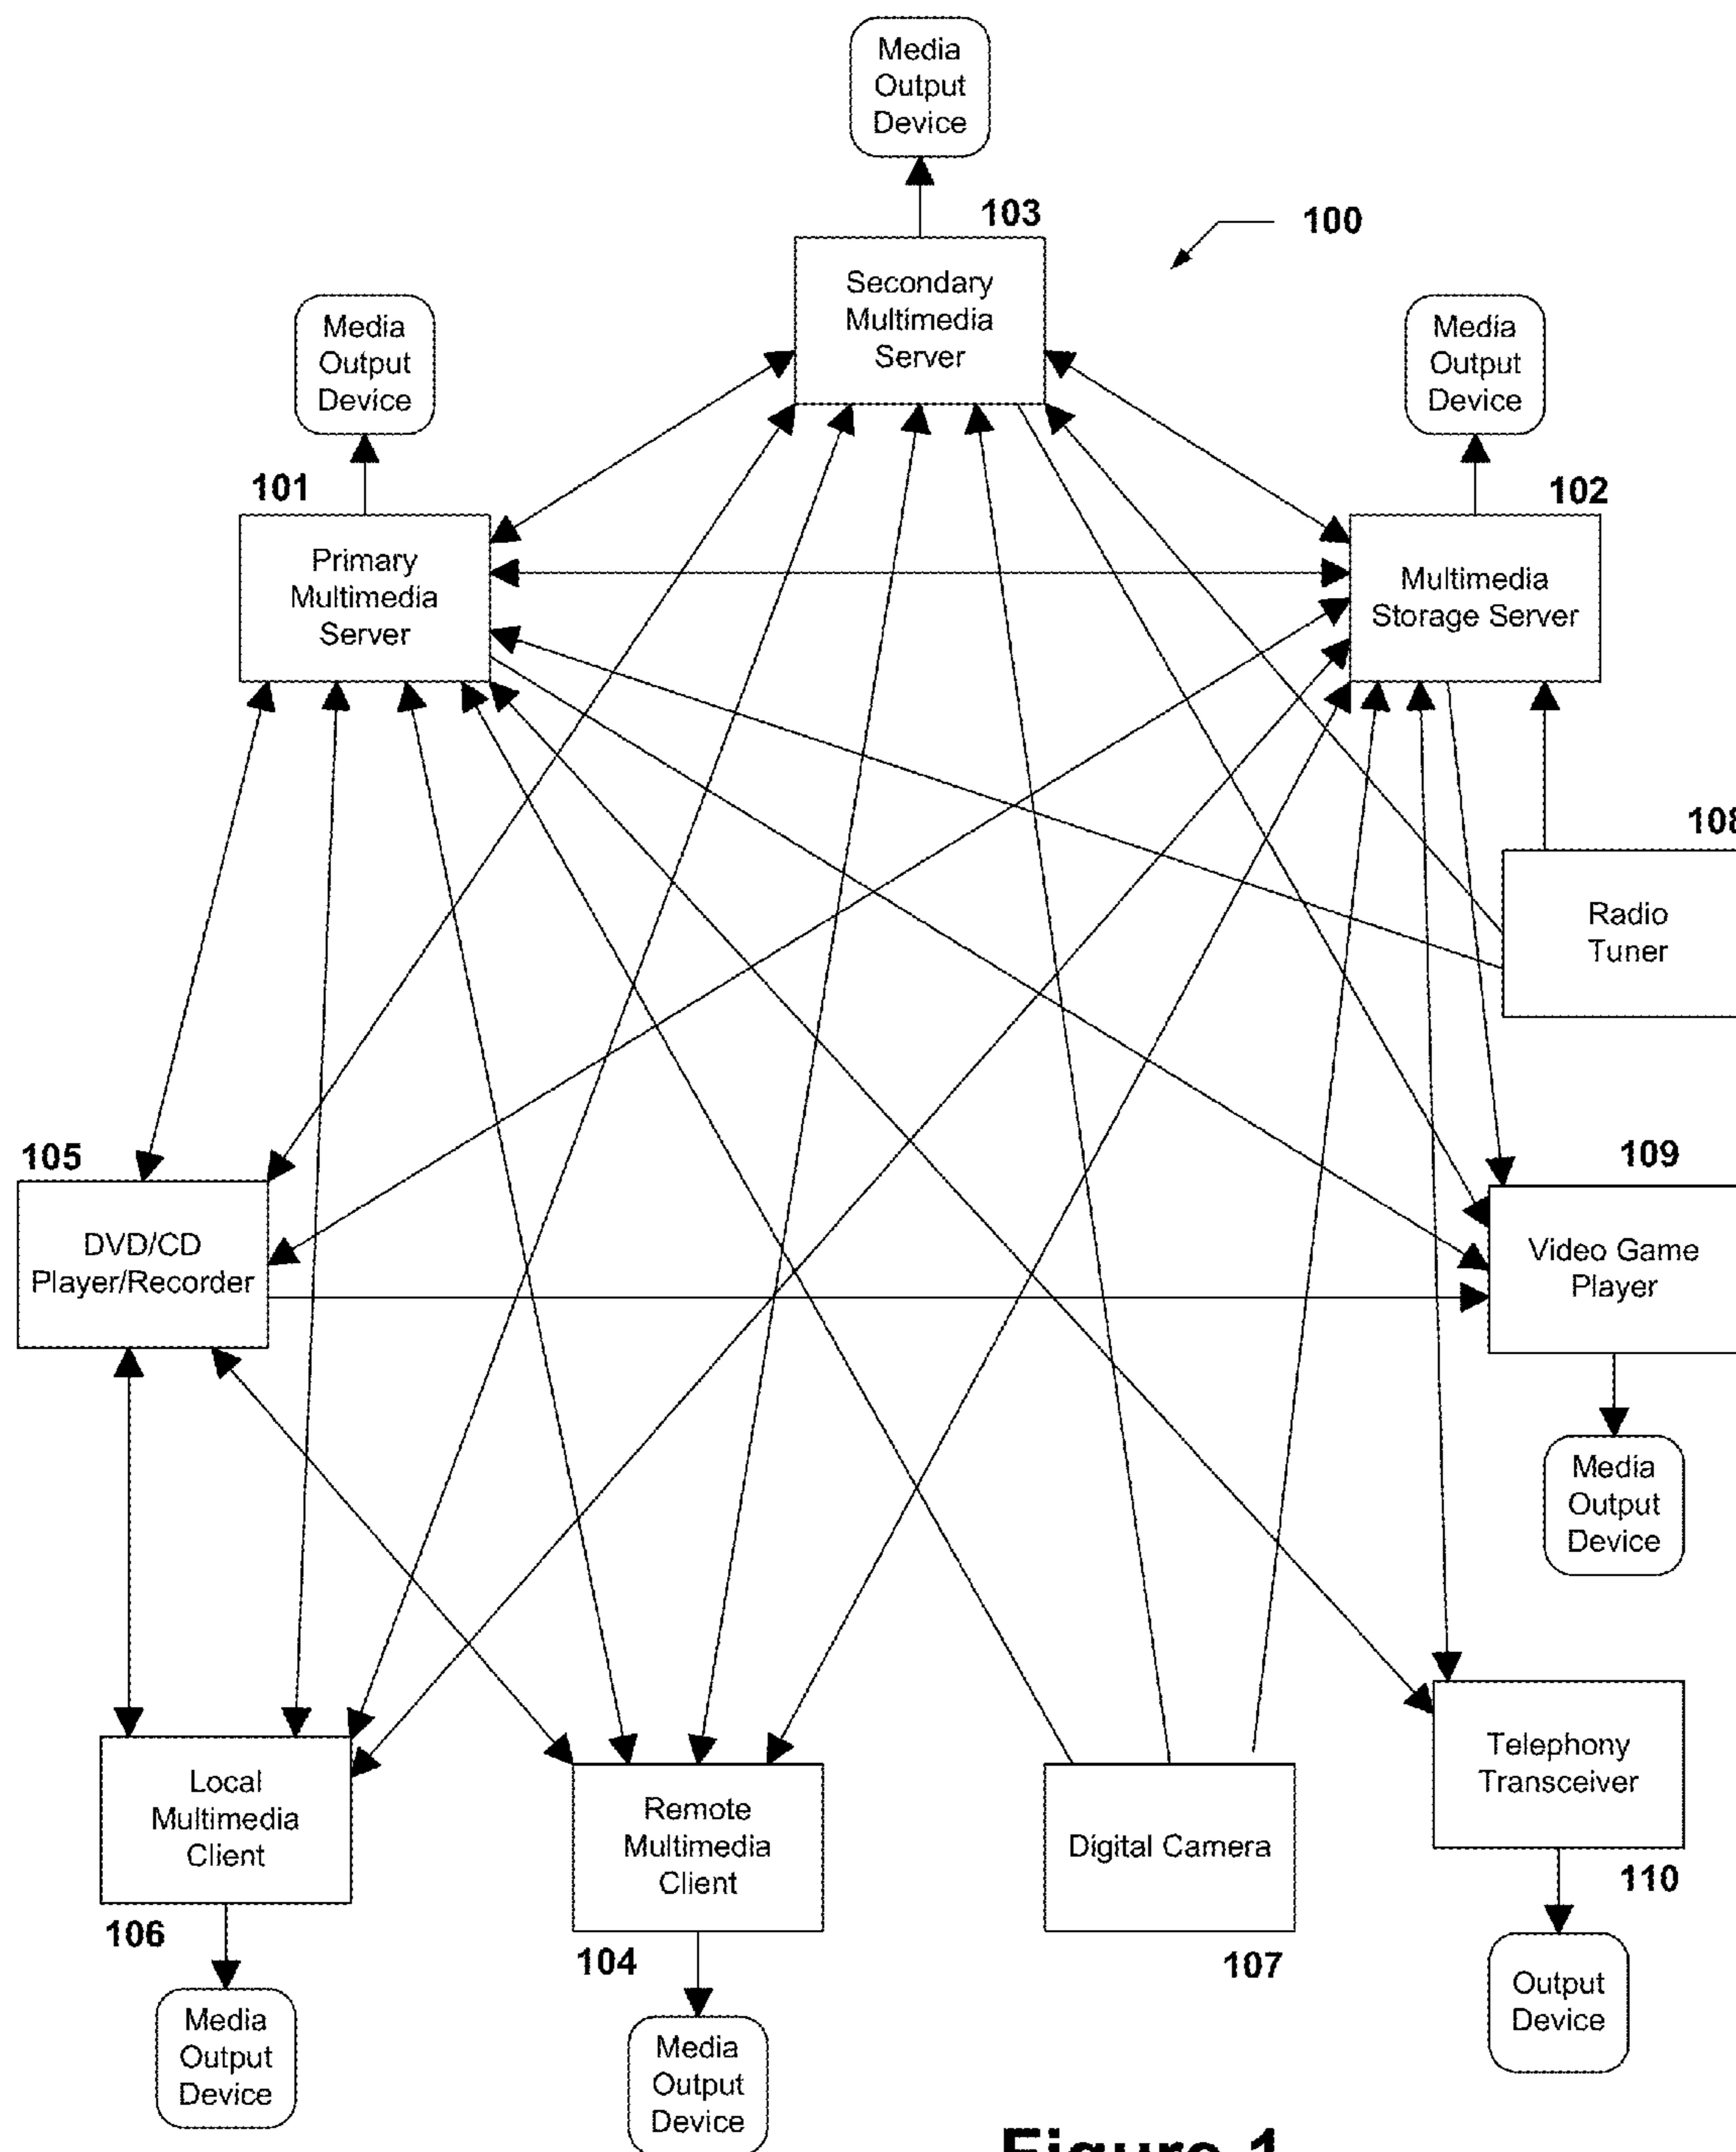 Media
Output
Device
103
100
Secondary
Multimedia
Server
Media
Output
Device
Media
Output
Device
101
102
Primary
Multimedia
Server
Multimedia
Storage Server
108
Radio
Tuner
105
109
DVD/CD
Player/Recorder
Video Game
Player
Media
Output
Device
Telephony
Transceiver
Local
Multimedia
Client
Remote
Multimedia
Client
Digital Camera
110
106
104
107
Output
Device
Media
Output
Device
Media
Output
Device
Figure 1